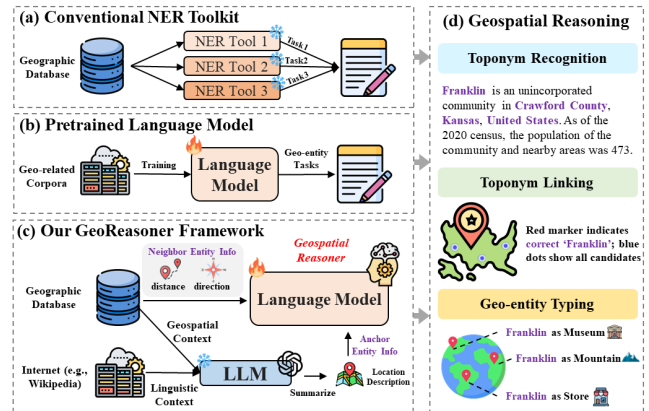 (a) Conventional NER Toolkit
Geographic
Database
NER Tool 1
NER Tool 2
NER Tool 3
Task1
Task2
Task3
(b) Pretrained Language Model
Geo-related
Corpora
Training
Language
Model
Geo-entity
Tasks
(c) Our GeoReasoner Framework
Geographic
Database
Neighbor Entity Info
distance
direction
Geospatial
Reasoner
Language Model
Geospatial
Context
Anchor
Entity Info
Internet (e.g.,
Wikipedia)
Linguistic
Context
LLM
Summarize
Location
Description
(d) Geospatial Reasoning
Toponym Recognition
Franklin is an unincorporated
community in Crawford County,
Kansas, United States. As of the
2020 census, the population of the
community and nearby areas was 473.
Toponym Linking
Red marker indicates
correct 'Franklin'; blue
dots show all candidates
Geo-entity Typing
Franklin as Museum
Franklin as Mountain
Franklin as Store